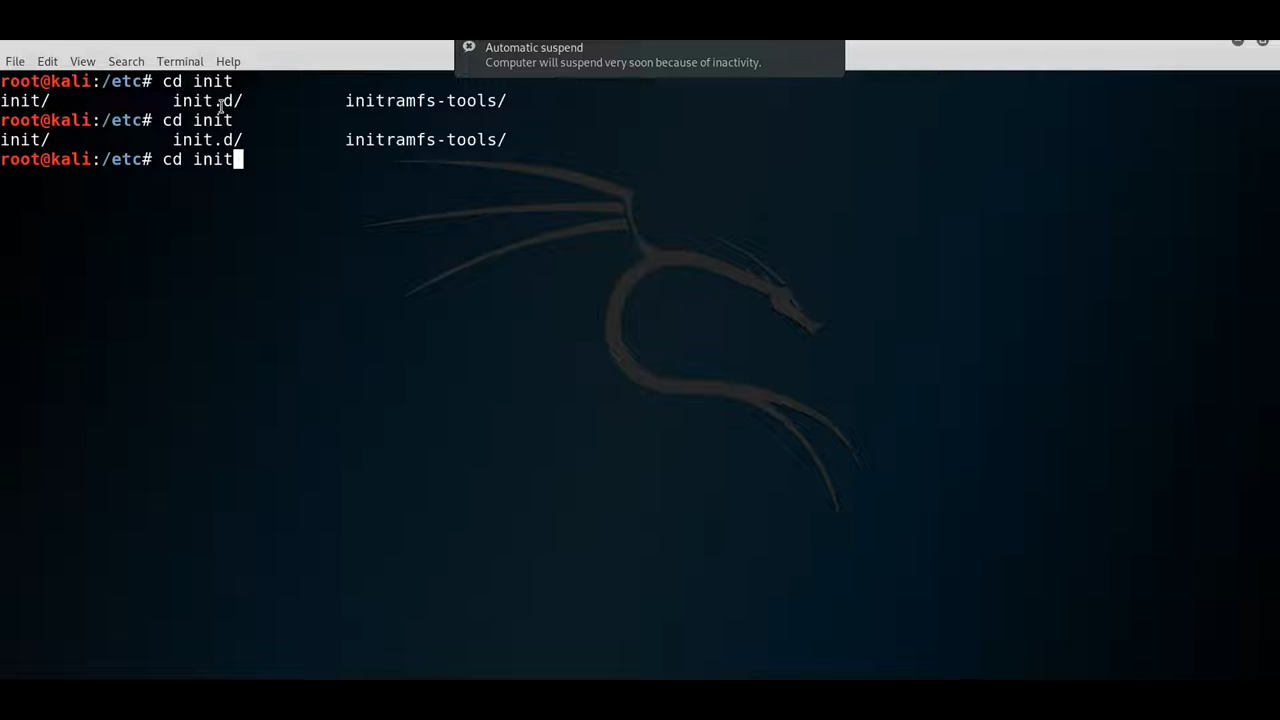 Automatic suspend
Computer will suspend very soon because of inactivity.
File Edit View Search Terminal Help
root@kali:/etc# cd init
init/ init.d/ initramfs-tools/
root@kali:/etc# cd init
init/ init.d/ initramfs-tools/
root@kali:/etc# cd init